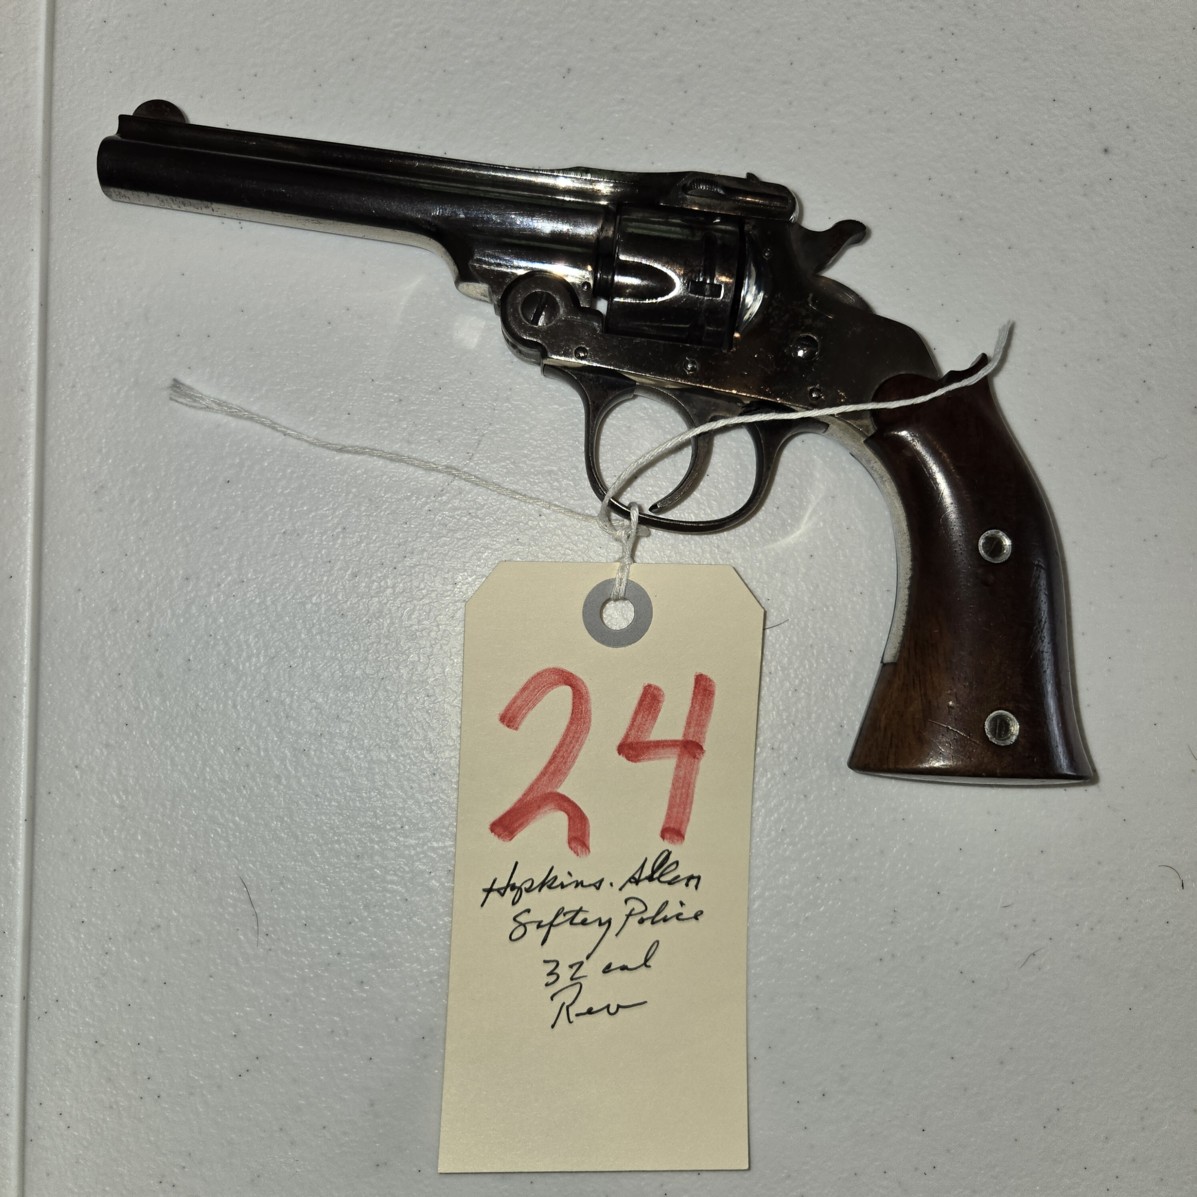 24
Hopkins. Allen
Saftey Police
32 cal
Rev